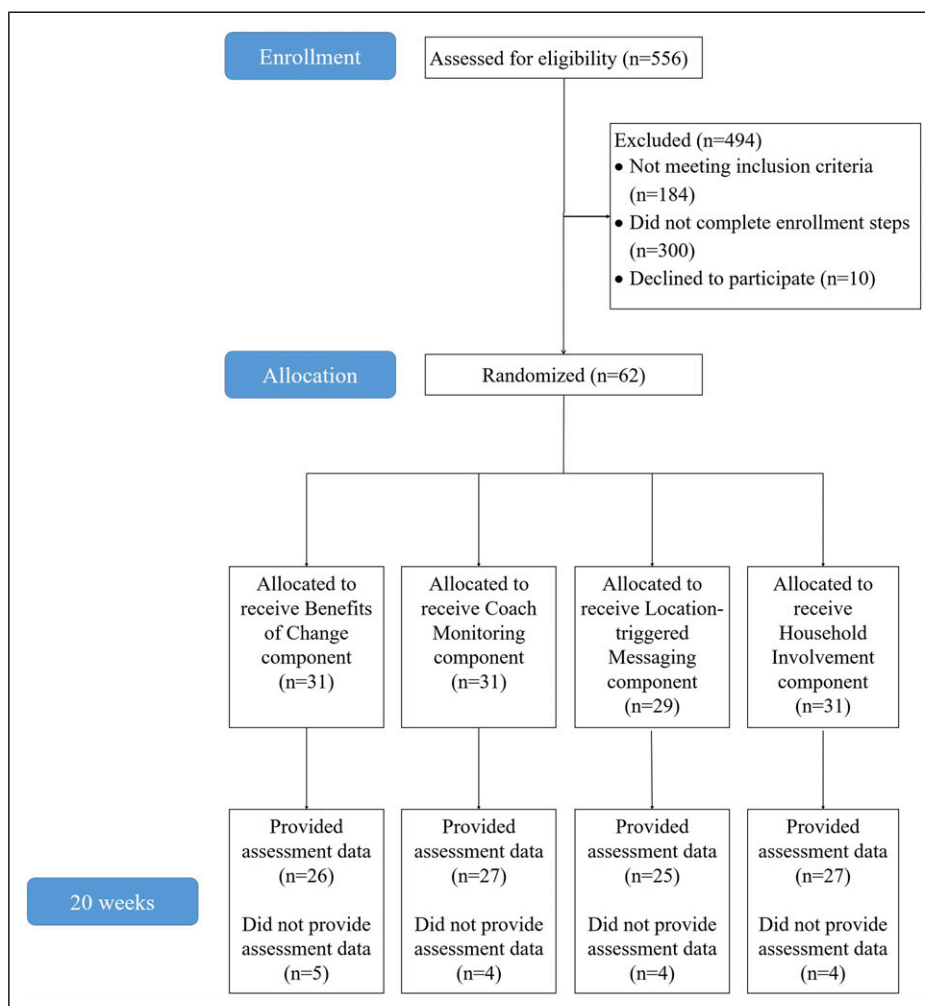 Enrollment
Assessed for eligibility (n=556)
Excluded (n=494)
• Not meeting inclusion criteria
(n=184)
• Did not complete enrollment steps
(n=300)
• Declined to participate (n=10)
Allocation
Randomized (n=62)
Allocated to
receive Benefits
of Change
component
(n=31)
Allocated to
receive Coach
Monitoring
component
(n=31)
Allocated to
receive Location-
triggered
Messaging
component
(n=29)
Allocated to
receive
Household
Involvement
component
(n=31)
20 weeks
Provided
assessment data
(n=26)
Did not provide
assessment data
(n=5)
Provided
assessment data
(n=27)
Did not provide
assessment data
(n=4)
Provided
assessment data
(n=25)
Did not provide
assessment data
(n=4)
Provided
assessment data
(n=27)
Did not provide
assessment data
(n=4)